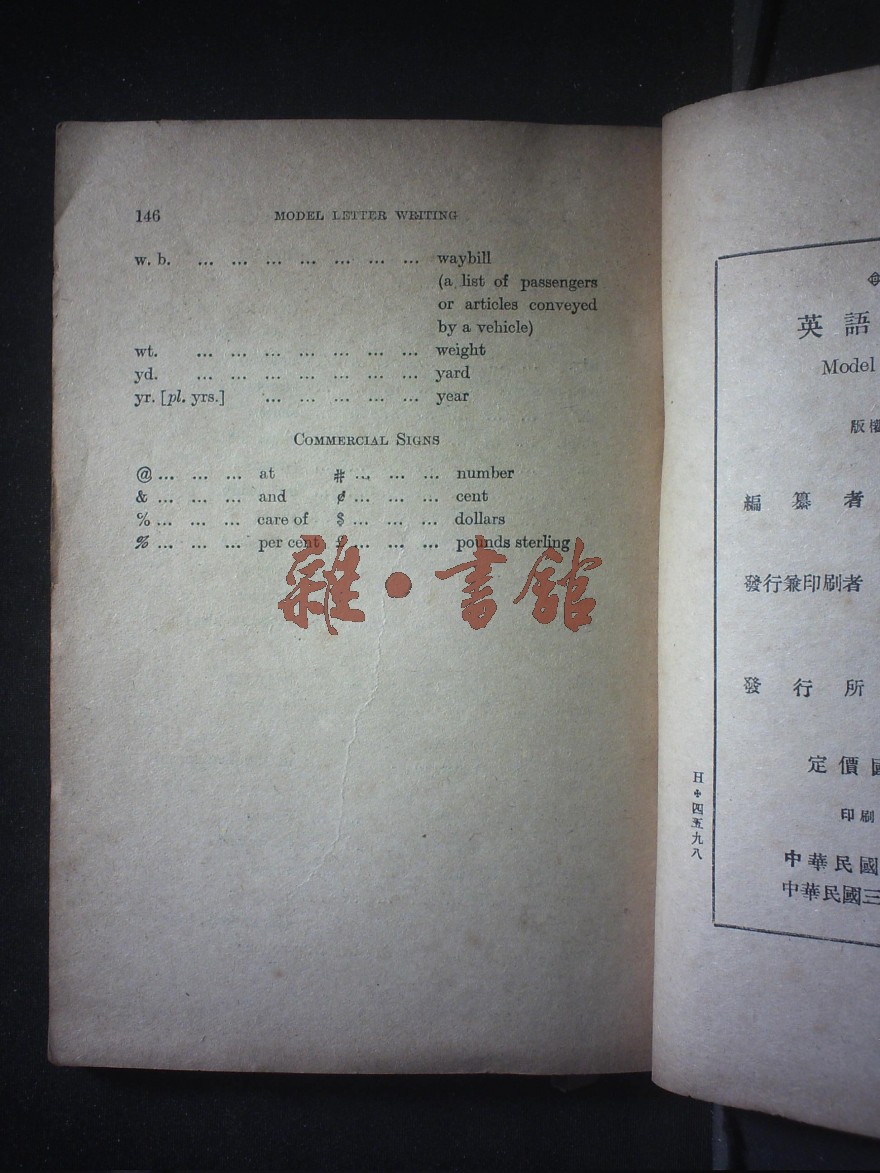 146 MODEL LETTER WRITING
w. b. ... ... ... ... ... ... ... waybill
(a list of passengers
or articles conveyed
by a vehicle)
wt. ... ... ... ... ... ... ... weight
yd. ... ... ... ... ... ... ... yard
yr. [pl. yrs.] ... ... ... ... ... year
COMMERCIAL SIGNS
@ ... ... ... at # ... ... ... number
& ... ... ... and ¢ ... ... ... cent
℅ ... ... ... care of $ ... ... ... dollars
% ... ... ... per cent £ ... ... ... pounds sterling
雜·書館
英語
Model
版權
編纂者
發行兼印刷者
發行所
定價國
印刷
中華民國
中華民國三
H四五九八